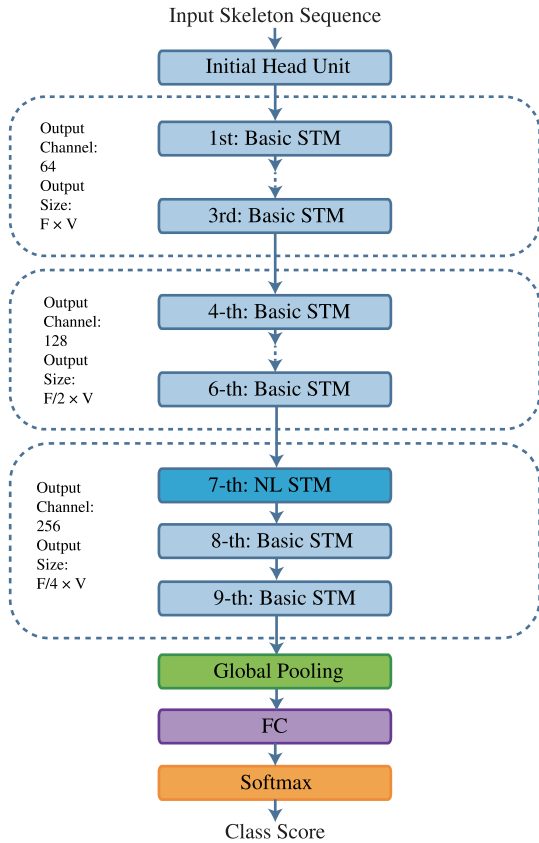 Input Skeleton Sequence
Initial Head Unit
Output
Channel:
64
Output
Size:
F × V
1st: Basic STM
3rd: Basic STM
Output
Channel:
128
Output
Size:
F/2 × V
4-th: Basic STM
6-th: Basic STM
Output
Channel:
256
Output
Size:
F/4 × V
7-th: NL STM
8-th: Basic STM
9-th: Basic STM
Global Pooling
FC
Softmax
Class Score